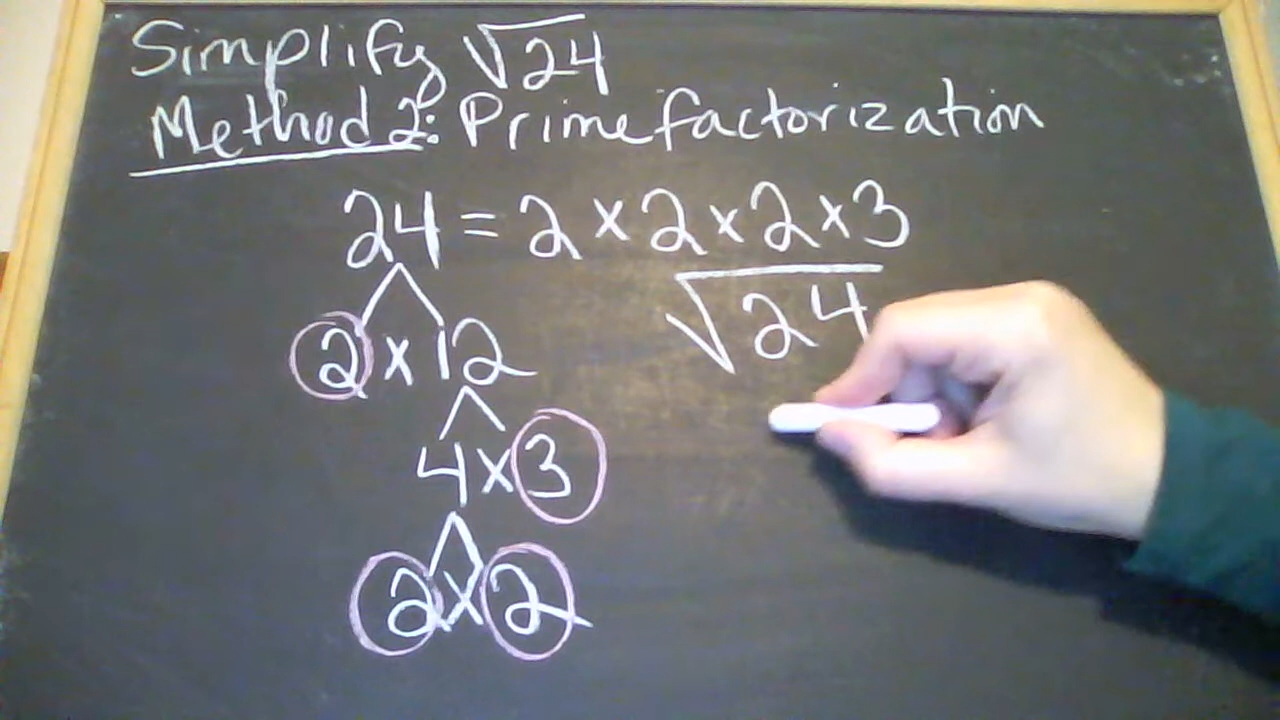 Simplify √24
Method 2: Prime factorization
24 = 2 × 2 × 2 × 3
√24
2 × 12
4 × 3
2 × 2